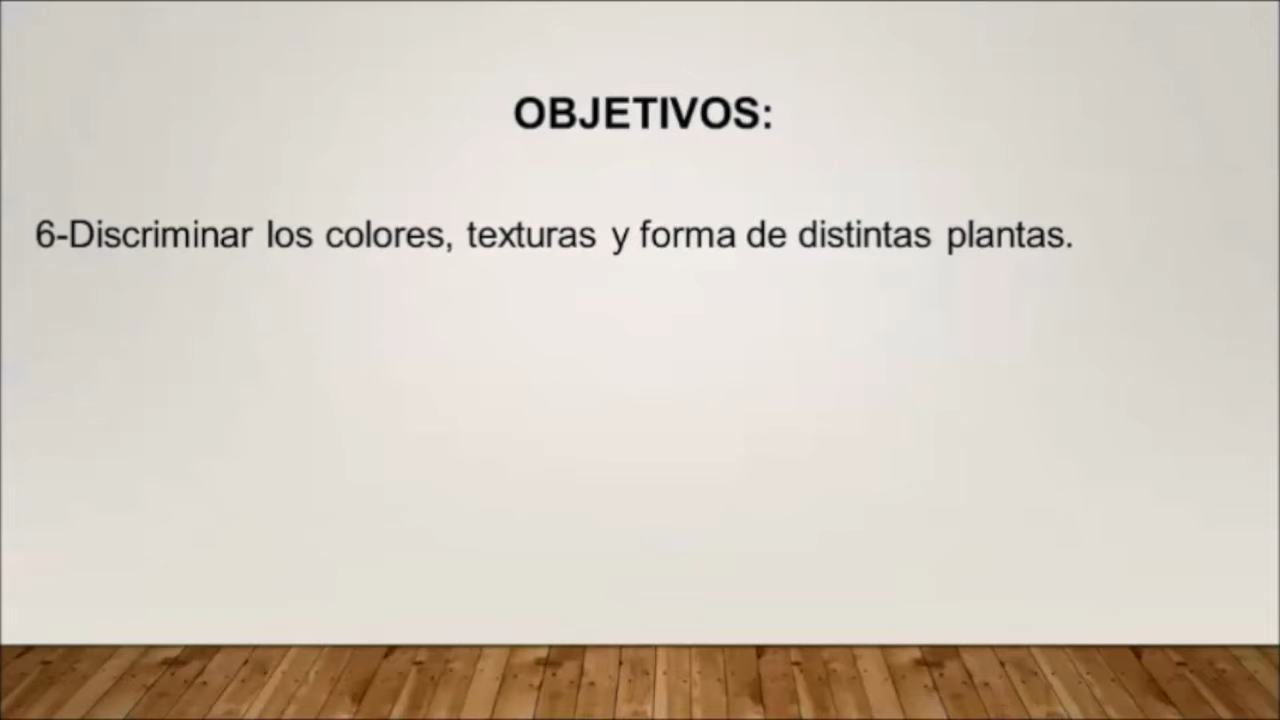 OBJETIVOS:
6-Discriminar los colores, texturas y forma de distintas plantas.